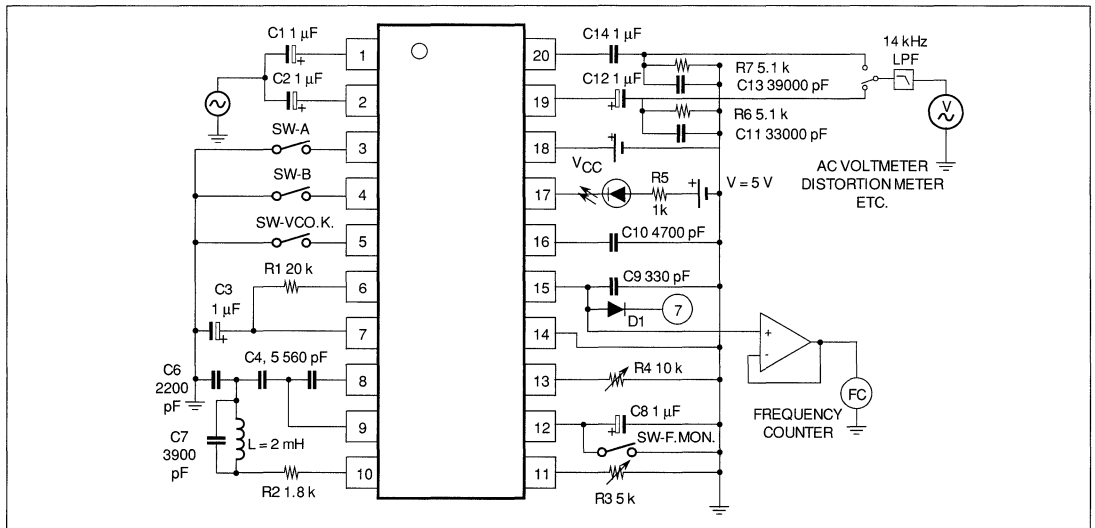 C1 1 µF
1
C2 1 µF
2
SW-A
3
SW-B
4
SW-VCO.K.
5
R1 20 k
6
C3
1 µF
7
C6
2200
pF
C4, 5 560 pF
8
9
C7
3900
pF
L = 2 mH
R2 1.8 k
10
20
C14 1 µF
R7 5.1 k
C13 39000 pF
14 kHz
LPF
V
19
C12 1 µF
R6 5.1 k
C11 33000 pF
AC VOLTMETER
DISTORTION METER
ETC.
18
VCC
17
R5
1k
V = 5 V
16
C10 4700 pF
15
C9 330 pF
D1
7
14
13
R4 10 k
12
C8 1 µF
SW-F.MON.
11
R3 5 k
+
-
FC
FREQUENCY
COUNTER